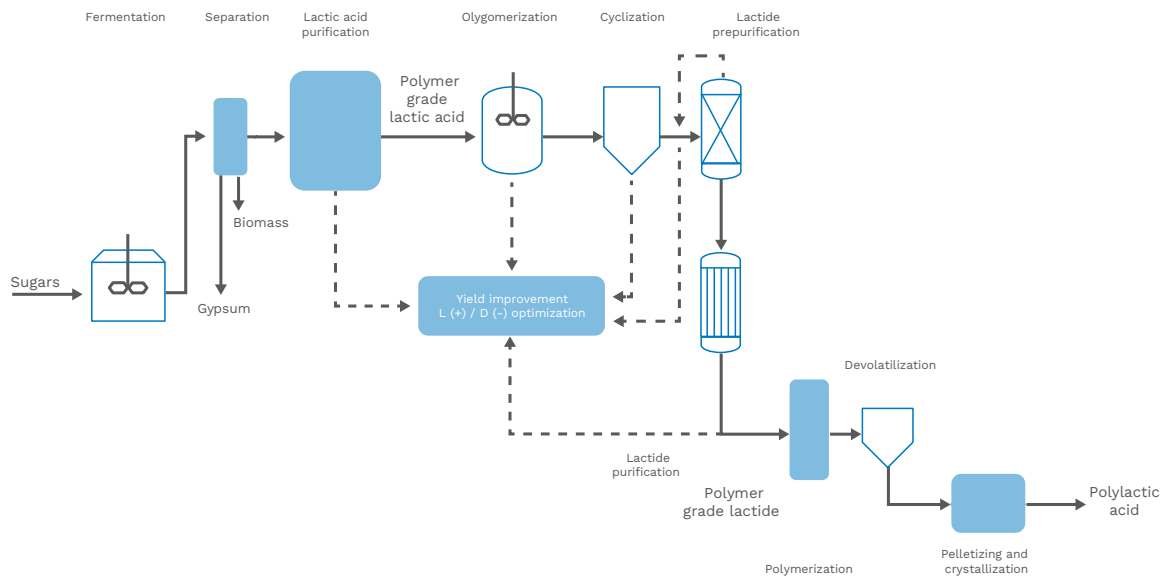 Fermentation
Separation
Lactic acid
purification
Olygomerization
Cyclization
Lactide
prepurification
Polymer
grade
lactic acid
Biomass
Sugars
Gypsum
Yield improvement
L (+) / D (-) optimization
Devolatilization
Lactide
purification
Polymer
grade lactide
Polylactic
acid
Pelletizing and
crystallization
Polymerization